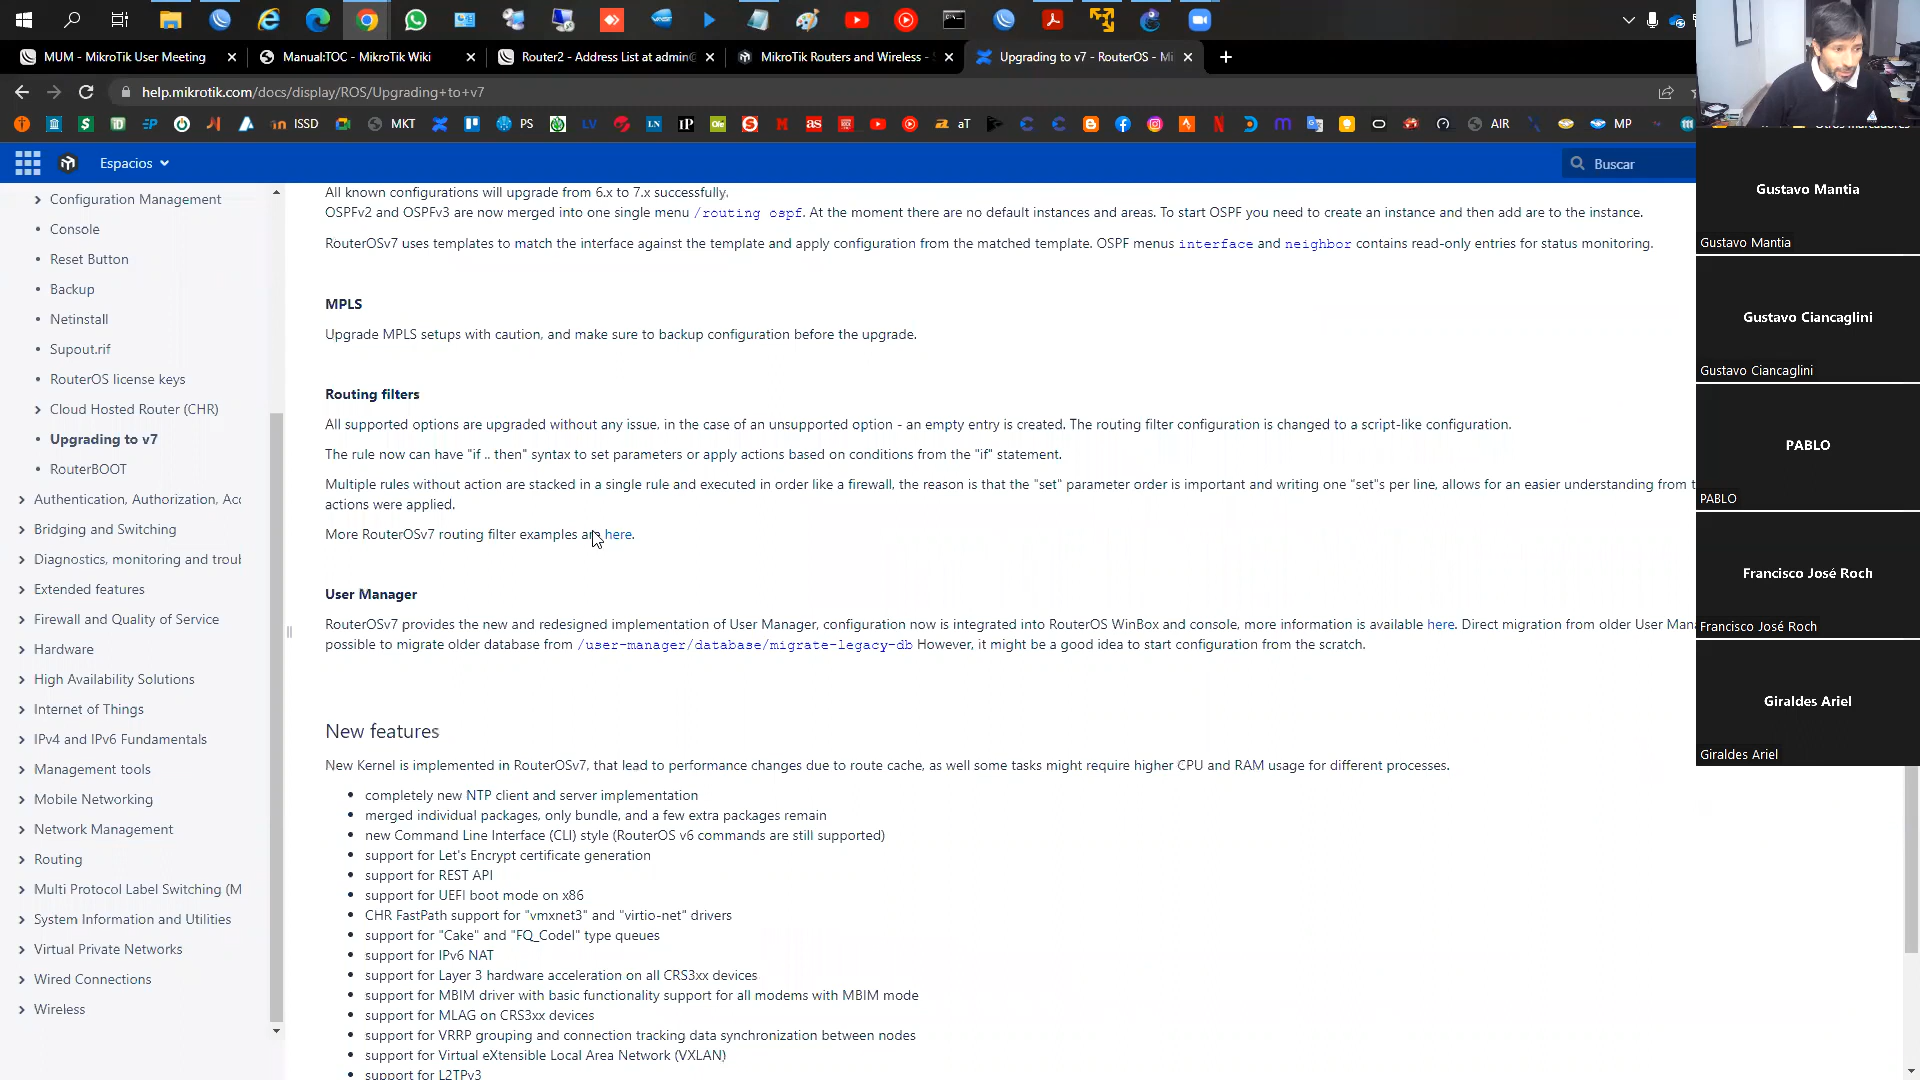 MUM - MikroTik User Meeting
Manual:TOC - MikroTik Wiki
Router2 - Address List at admin@
MikroTik Routers and Wireless -
Upgrading to v7 - RouterOS - Mi
help.mikrotik.com/docs/display/ROS/Upgrading+to+v7
ISSD
MKT
PS
aT
AIR
MP
Otros marcadores
Espacios
Buscar
Configuration Management
Console
Reset Button
Backup
Netinstall
Supout.rif
RouterOS license keys
Cloud Hosted Router (CHR)
Upgrading to v7
RouterBOOT
Authentication, Authorization, Acc
Bridging and Switching
Diagnostics, monitoring and troub
Extended features
Firewall and Quality of Service
Hardware
High Availability Solutions
Internet of Things
IPv4 and IPv6 Fundamentals
Management tools
Mobile Networking
Network Management
Routing
Multi Protocol Label Switching (M
System Information and Utilities
Virtual Private Networks
Wired Connections
Wireless
All known configurations will upgrade from 6.x to 7.x successfully.
OSPFv2 and OSPFv3 are now merged into one single menu /routing ospf. At the moment there are no default instances and areas. To start OSPF you need to create an instance and then add are to the instance.
RouterOSv7 uses templates to match the interface against the template and apply configuration from the matched template. OSPF menus interface and neighbor contains read-only entries for status monitoring.
MPLS
Upgrade MPLS setups with caution, and make sure to backup configuration before the upgrade.
Routing filters
All supported options are upgraded without any issue, in the case of an unsupported option - an empty entry is created. The routing filter configuration is changed to a script-like configuration.
The rule now can have "if .. then" syntax to set parameters or apply actions based on conditions from the "if" statement.
Multiple rules without action are stacked in a single rule and executed in order like a firewall, the reason is that the "set" parameter order is important and writing one "set"s per line, allows for an easier understanding from t
actions were applied.
More RouterOSv7 routing filter examples are here.
User Manager
RouterOSv7 provides the new and redesigned implementation of User Manager, configuration now is integrated into RouterOS WinBox and console, more information is available here. Direct migration from older User Man
possible to migrate older database from /user-manager/database/migrate-legacy-db However, it might be a good idea to start configuration from the scratch.
New features
New Kernel is implemented in RouterOSv7, that lead to performance changes due to route cache, as well some tasks might require higher CPU and RAM usage for different processes.
completely new NTP client and server implementation
merged individual packages, only bundle, and a few extra packages remain
new Command Line Interface (CLI) style (RouterOS v6 commands are still supported)
support for Let's Encrypt certificate generation
support for REST API
support for UEFI boot mode on x86
CHR FastPath support for "vmxnet3" and "virtio-net" drivers
support for "Cake" and "FQ_Codel" type queues
support for IPv6 NAT
support for Layer 3 hardware acceleration on all CRS3xx devices
support for MBIM driver with basic functionality support for all modems with MBIM mode
support for MLAG on CRS3xx devices
support for VRRP grouping and connection tracking data synchronization between nodes
support for Virtual eXtensible Local Area Network (VXLAN)
support for L2TPv3
Gustavo Mantia
Gustavo Mantia
Gustavo Ciancaglini
Gustavo Ciancaglini
PABLO
PABLO
Francisco José Roch
Francisco José Roch
Giraldes Ariel
Giraldes Ariel